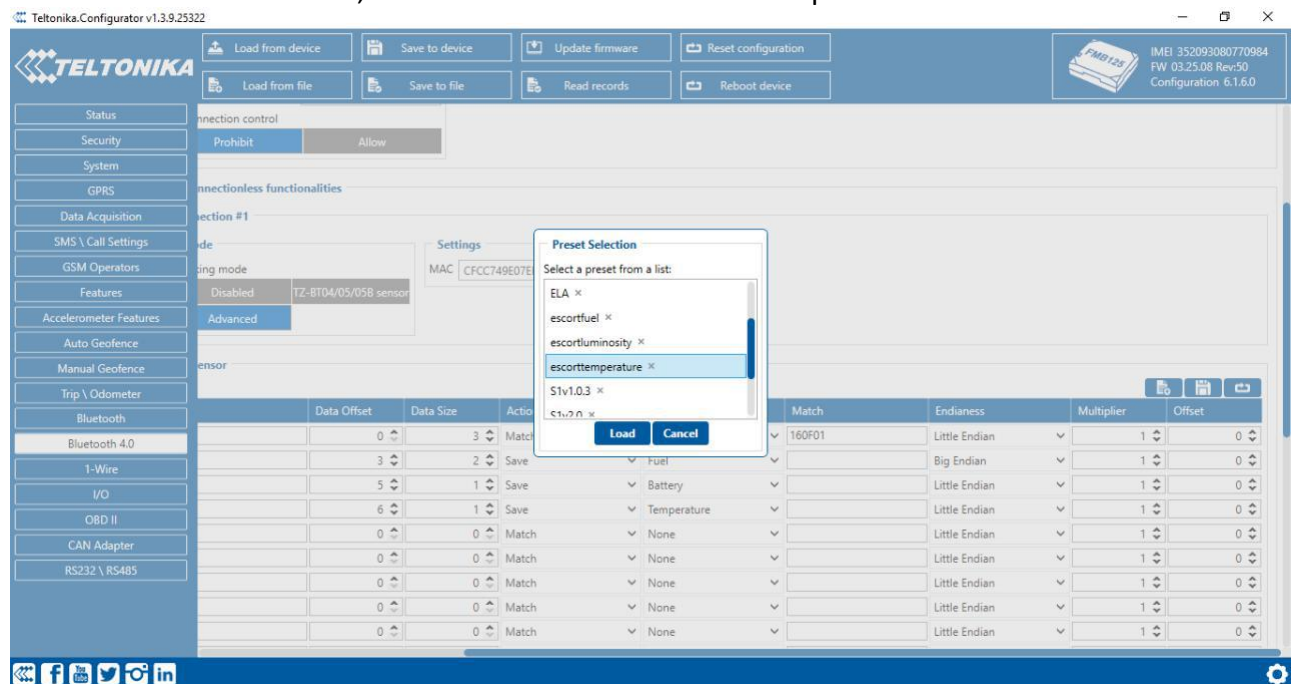 Teltonika.Configurator v1.3.9.25322
TELTONIKA
Load from device
Save to device
Update firmware
Reset configuration
Load from file
Save to file
Read records
Reboot device
FMB125
IMEI 352093080770984
FW 03.25.08 Rev:50
Configuration 6.1.6.0
Status
Security
System
GPRS
Data Acquisition
SMS \ Call Settings
GSM Operators
Features
Accelerometer Features
Auto Geofence
Manual Geofence
Trip \ Odometer
Bluetooth
Bluetooth 4.0
1-Wire
I/O
OBD II
CAN Adapter
RS232 \ RS485
nnection control
Prohibit Allow
nnectionless functionalities
nection #1
de
king mode
Disabled TZ-BT04/05/05B sensor
Advanced
Settings
MAC CFCC749E07E
Preset Selection
Select a preset from a list:
ELA ×
escortfuel ×
escortluminosity ×
escorttemperature ×
S1v1.0.3 ×
S1v2.0 ×
Load Cancel
ensor
Data Offset Data Size Actio Match Endianess Multiplier Offset
0 3 Match 160F01 Little Endian 1 0
3 2 Save Fuel Big Endian 1 0
5 1 Save Battery Little Endian 1 0
6 1 Save Temperature Little Endian 1 0
0 0 Match None Little Endian 1 0
0 0 Match None Little Endian 1 0
0 0 Match None Little Endian 1 0
0 0 Match None Little Endian 1 0
0 0 Match None Little Endian 1 0
You Tube